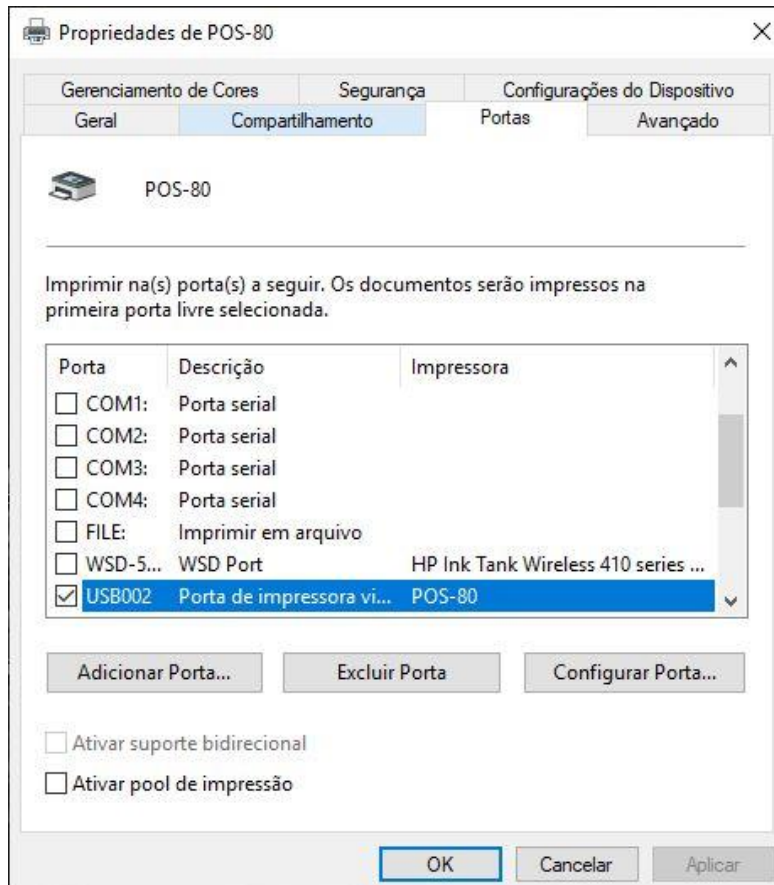 Propriedades de POS-80
Gerenciamento de Cores Segurança Configurações do Dispositivo
Geral Compartilhamento Portas Avançado
POS-80
Imprimir na(s) porta(s) a seguir. Os documentos serão impressos na
primeira porta livre selecionada.
Porta Descrição Impressora
COM1: Porta serial
COM2: Porta serial
COM3: Porta serial
COM4: Porta serial
FILE: Imprimir em arquivo
WSD-5... WSD Port HP Ink Tank Wireless 410 series ...
USB002 Porta de impressora vi... POS-80
Adicionar Porta... Excluir Porta Configurar Porta...
Ativar suporte bidirecional
Ativar pool de impressão
OK Cancelar Aplicar